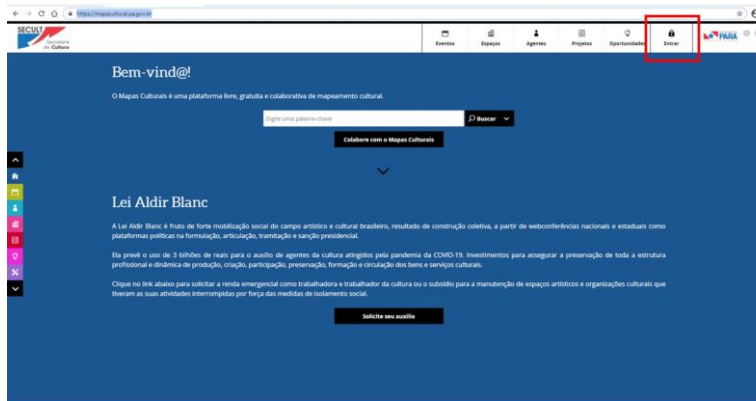 https://mapacultural.pa.gov.br
SECULT
Secretaria
de Cultura
Eventos
Espaços
Agentes
Projetos
Oportunidades
Entrar
PARÁ
Bem-vind@!
O Mapas Culturais é uma plataforma livre, gratuita e colaborativa de mapeamento cultural.
Digite uma palavra-chave
Buscar
Colabore com o Mapas Culturais
Lei Aldir Blanc
A Lei Aldir Blanc é fruto de forte mobilização social do campo artístico e cultural brasileiro, resultado de construção coletiva, a partir de webconferências nacionais e estaduais como
plataformas políticas na formulação, articulação, tramitação e sanção presidencial.
Ela prevê o uso de 3 bilhões de reais para o auxílio de agentes da cultura atingidos pela pandemia da COVID-19. Investimentos para assegurar a preservação de toda a estrutura
profissional e dinâmica de produção, criação, participação, preservação, formação e circulação dos bens e serviços culturais.
Clique no link abaixo para solicitar a renda emergencial como trabalhadora e trabalhador da cultura ou o subsídio para a manutenção de espaços artísticos e organizações culturais que
tiveram as suas atividades interrompidas por força das medidas de isolamento social.
Solicite seu auxílio